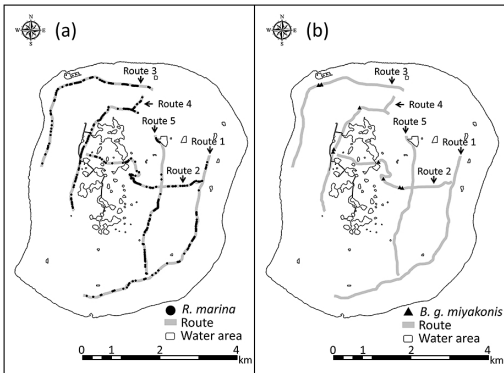 N
W E
S
(a)
Route 3
Route 4
Route 5
Route 1
Route 2
R. marina
Route
Water area
0 1 2 4
km
N
W E
S
(b)
Route 3
Route 4
Route 5
Route 1
Route 2
B. g. miyakonis
Route
Water area
0 1 2 4
km